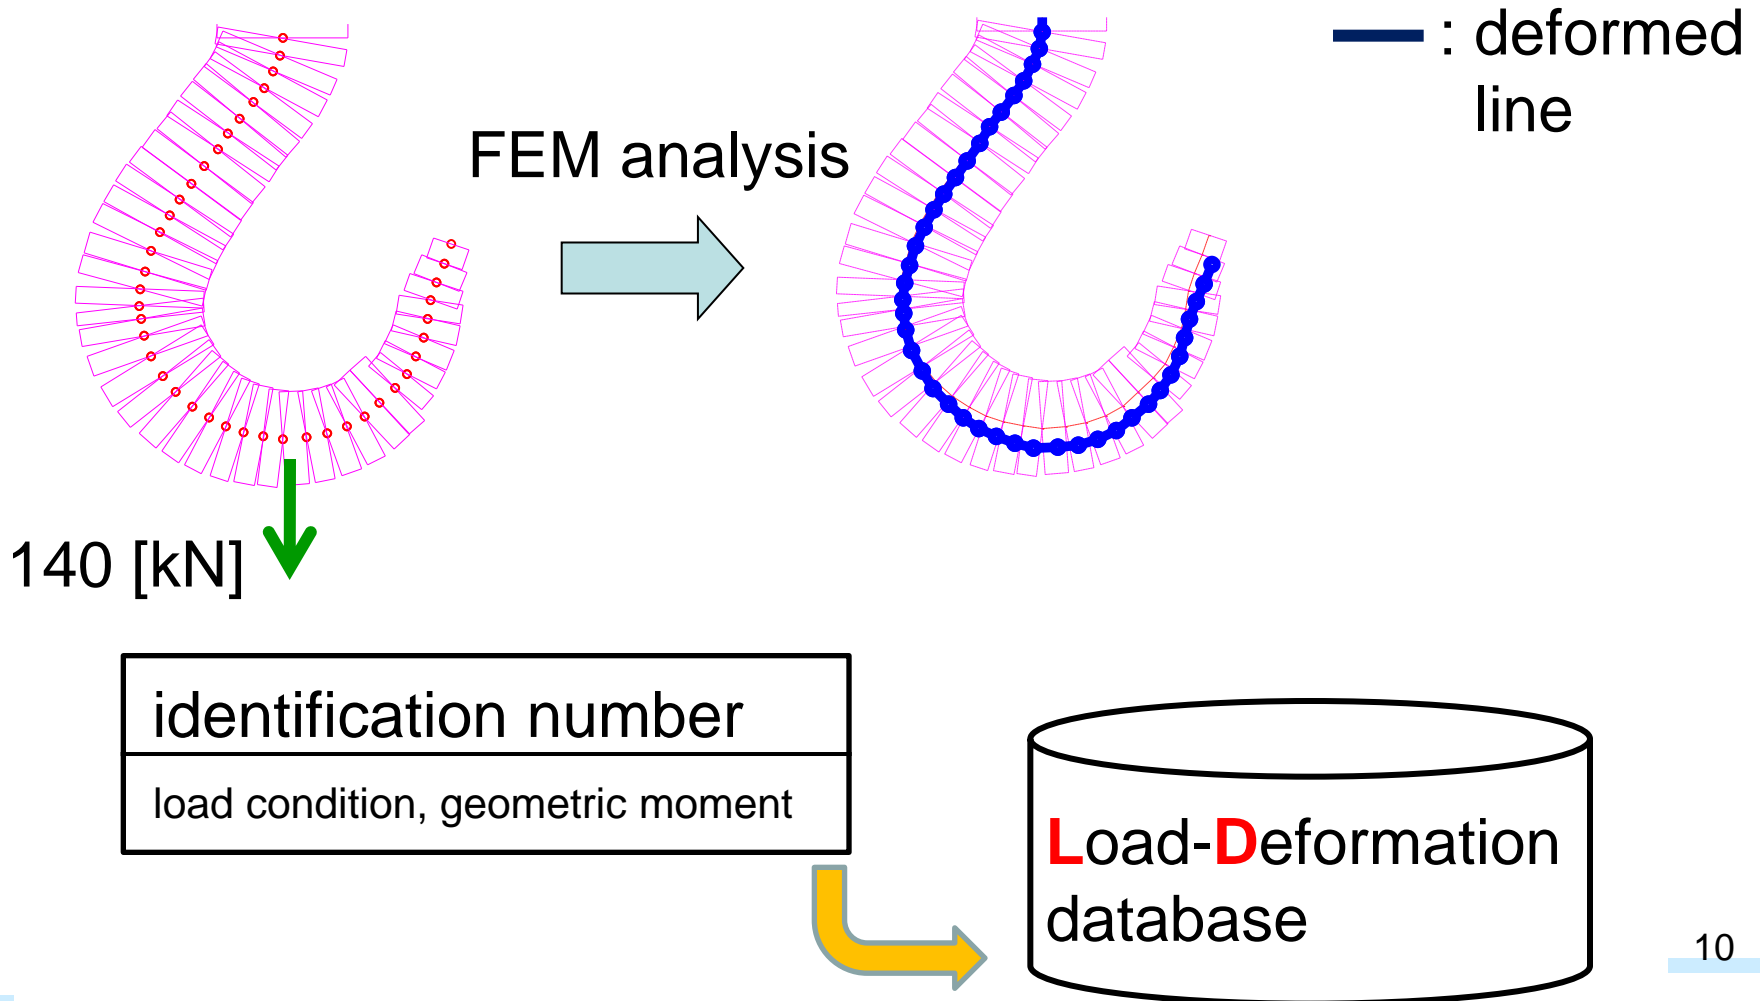 : deformed
line
FEM analysis
140 [kN]
identification number
load condition, geometric moment
Load-Deformation
database
10